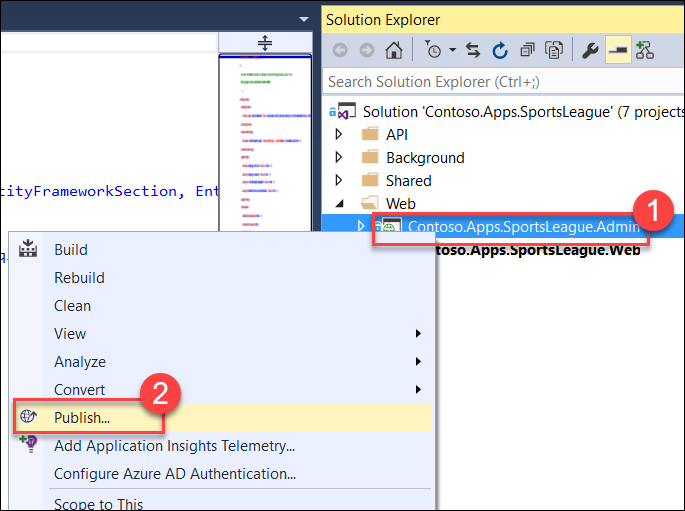 Solution Explorer
Search Solution Explorer (Ctrl+;)
Solution 'Contoso.Apps.SportsLeague' (7 projects
API
Background
Shared
Web
1
Contoso.Apps.SportsLeague.Admin
toso.Apps.SportsLeague.Web
tityFrameworkSection, Ent
Build
Rebuild
Clean
View
Analyze
Convert
2
Publish...
Add Application Insights Telemetry...
Configure Azure AD Authentication...
Scope to This